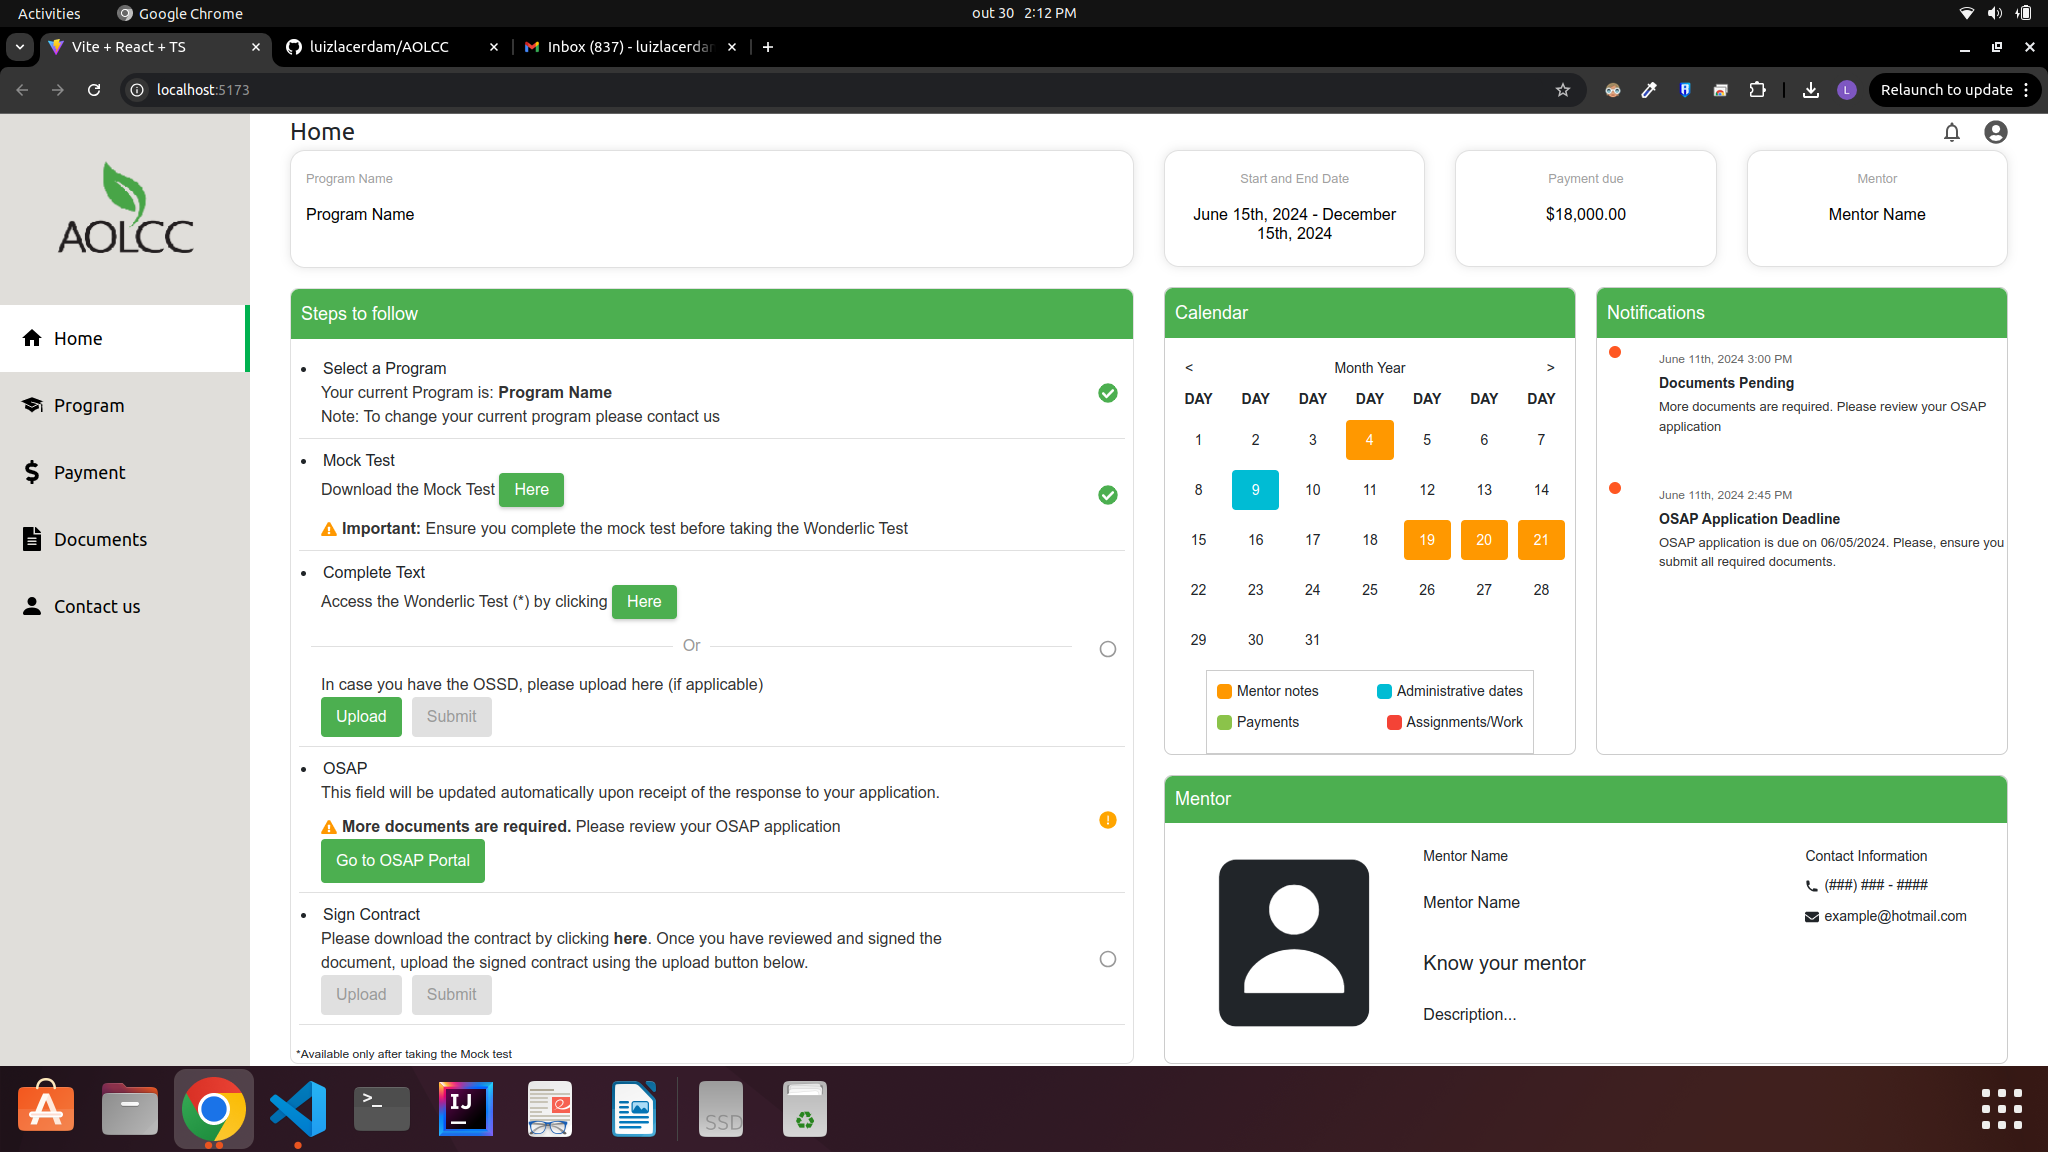 Activities
Google Chrome
out 30 2:12 PM
Vite + React + TS
luizlacerdam/AOLCC
Inbox (837) - luizlacerda
localhost:5173
L
Relaunch to update
AOLCC
Home
Program
Payment
Documents
Contact us
Home
Program Name
Program Name
Start and End Date
June 15th, 2024 - December
15th, 2024
Payment due
$18,000.00
Mentor
Mentor Name
Steps to follow
Select a Program
Your current Program is: Program Name
Note: To change your current program please contact us
Mock Test
Download the Mock Test Here
Important: Ensure you complete the mock test before taking the Wonderlic Test
Complete Text
Access the Wonderlic Test (*) by clicking Here
Or
In case you have the OSSD, please upload here (if applicable)
Upload Submit
OSAP
This field will be updated automatically upon receipt of the response to your application.
More documents are required. Please review your OSAP application
Go to OSAP Portal
Sign Contract
Please download the contract by clicking here. Once you have reviewed and signed the
document, upload the signed contract using the upload button below.
Upload Submit
*Available only after taking the Mock test
Calendar
< Month Year >
DAY DAY DAY DAY DAY DAY DAY
1 2 3 4 5 6 7
8 9 10 11 12 13 14
15 16 17 18 19 20 21
22 23 24 25 26 27 28
29 30 31
Mentor notes Administrative dates
Payments Assignments/Work
Notifications
June 11th, 2024 3:00 PM
Documents Pending
More documents are required. Please review your OSAP
application
June 11th, 2024 2:45 PM
OSAP Application Deadline
OSAP application is due on 06/05/2024. Please, ensure you
submit all required documents.
Mentor
Mentor Name
Mentor Name
Know your mentor
Description...
Contact Information
(###) ### - ####
example@hotmail.com
>_
IJ
SSD